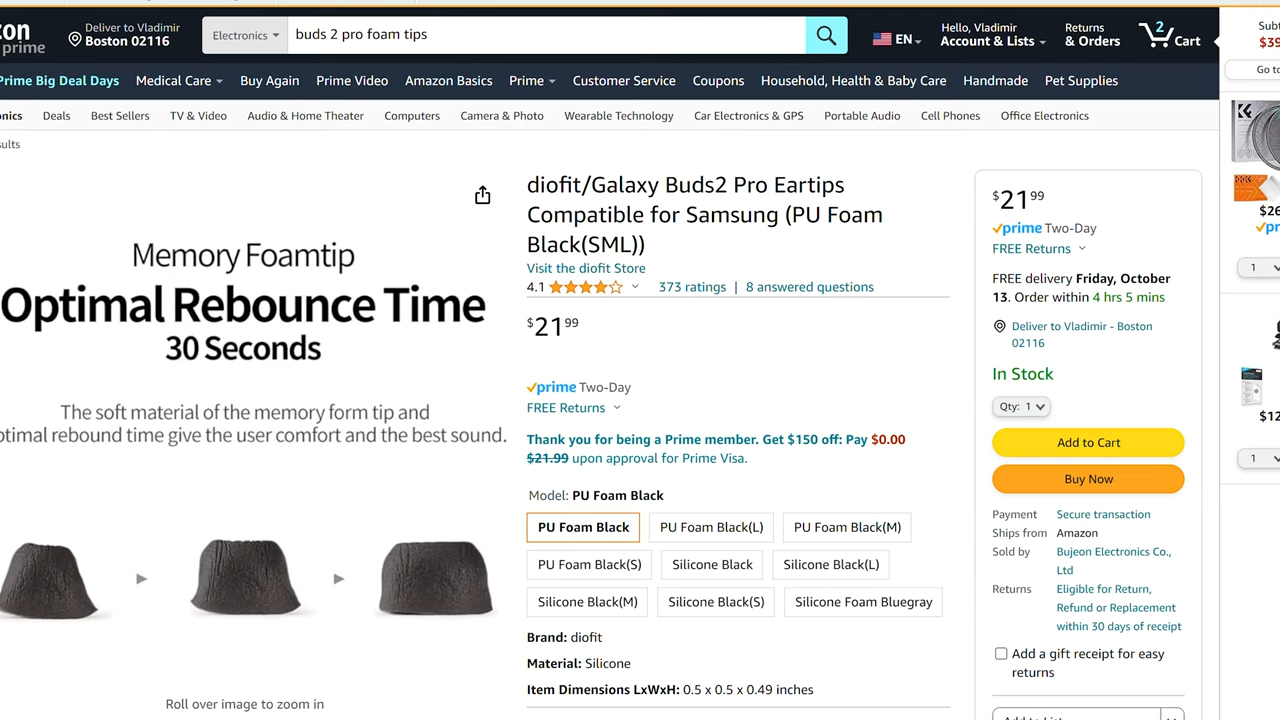 zon
prime
Deliver to Vladimir
Boston 02116
Electronics
buds 2 pro foam tips
EN
Hello, Vladimir
Account & Lists
Returns
& Orders
2
Cart
Subt
$39
Go to
Prime Big Deal Days
Medical Care
Buy Again
Prime Video
Amazon Basics
Prime
Customer Service
Coupons
Household, Health & Baby Care
Handmade
Pet Supplies
onics
Deals
Best Sellers
TV & Video
Audio & Home Theater
Computers
Camera & Photo
Wearable Technology
Car Electronics & GPS
Portable Audio
Cell Phones
Office Electronics
sults
Memory Foamtip
Optimal Rebounce Time
30 Seconds
The soft material of the memory form tip and
ptimal rebound time give the user comfort and the best sound.
Roll over image to zoom in
diofit/Galaxy Buds2 Pro Eartips
Compatible for Samsung (PU Foam
Black(SML))
Visit the diofit Store
4.1
373 ratings | 8 answered questions
$21 99
prime Two-Day
FREE Returns
Thank you for being a Prime member. Get $150 off: Pay $0.00
$21.99 upon approval for Prime Visa.
Model: PU Foam Black
PU Foam Black
PU Foam Black(L)
PU Foam Black(M)
PU Foam Black(S)
Silicone Black
Silicone Black(L)
Silicone Black(M)
Silicone Black(S)
Silicone Foam Bluegray
Brand: diofit
Material: Silicone
Item Dimensions LxWxH: 0.5 x 0.5 x 0.49 inches
$21 99
prime Two-Day
FREE Returns
FREE delivery Friday, October
13. Order within 4 hrs 5 mins
Deliver to Vladimir - Boston
02116
In Stock
Qty: 1
Add to Cart
Buy Now
Payment Secure transaction
Ships from Amazon
Sold by Bujeon Electronics Co.,
Ltd
Returns Eligible for Return,
Refund or Replacement
within 30 days of receipt
Add a gift receipt for easy
returns
Add to List
K
$26
pr
1
$12
1